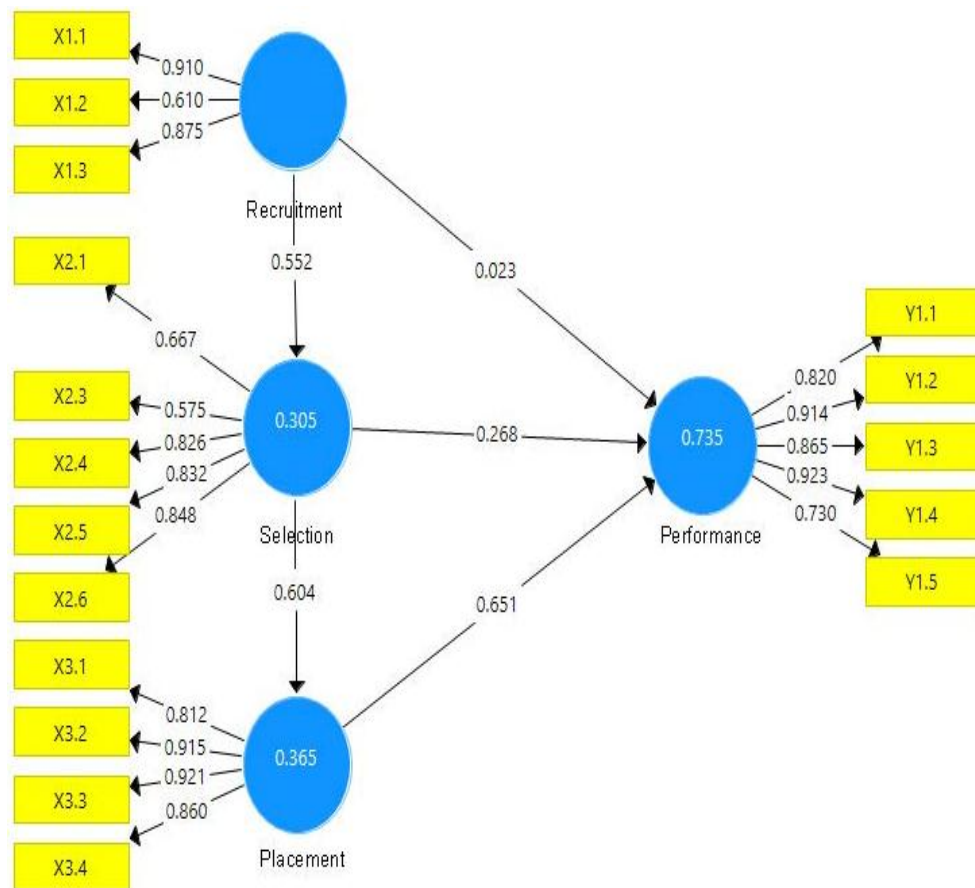 X1.1
0.910
X1.2
0.610
0.875
X1.3
Recruitment
X2.1
0.552
0.023
0.667
Y1.1
0.820
Y1.2
X2.3
0.575
0.914
0.305
0.268
0.735
0.826
0.865
Y1.3
X2.4
0.832
0.923
0.848
0.730
Y1.4
X2.5
Selection
Performance
Y1.5
X2.6
0.604
0.651
X3.1
0.812
X3.2
0.915
0.365
0.921
X3.3
0.860
Placement
X3.4